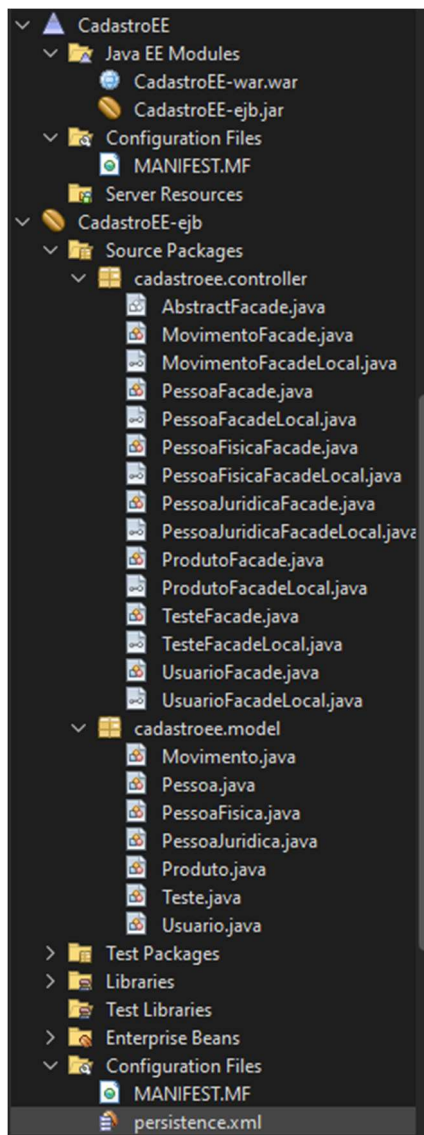 CadastroEE
Java EE Modules
CadastroEE-war.war
CadastroEE-ejb.jar
Configuration Files
MANIFEST.MF
Server Resources
CadastroEE-ejb
Source Packages
cadastroee.controller
AbstractFacade.java
MovimentoFacade.java
MovimentoFacadeLocal.java
PessoaFacade.java
PessoaFacadeLocal.java
PessoaFisicaFacade.java
PessoaFisicaFacadeLocal.java
PessoaJuridicaFacade.java
PessoaJuridicaFacadeLocal.java
ProdutoFacade.java
ProdutoFacadeLocal.java
TesteFacade.java
TesteFacadeLocal.java
UsuarioFacade.java
UsuarioFacadeLocal.java
cadastroee.model
Movimento.java
Pessoa.java
PessoaFisica.java
PessoaJuridica.java
Produto.java
Teste.java
Usuario.java
Test Packages
Libraries
Test Libraries
Enterprise Beans
Configuration Files
MANIFEST.MF
persistence.xml